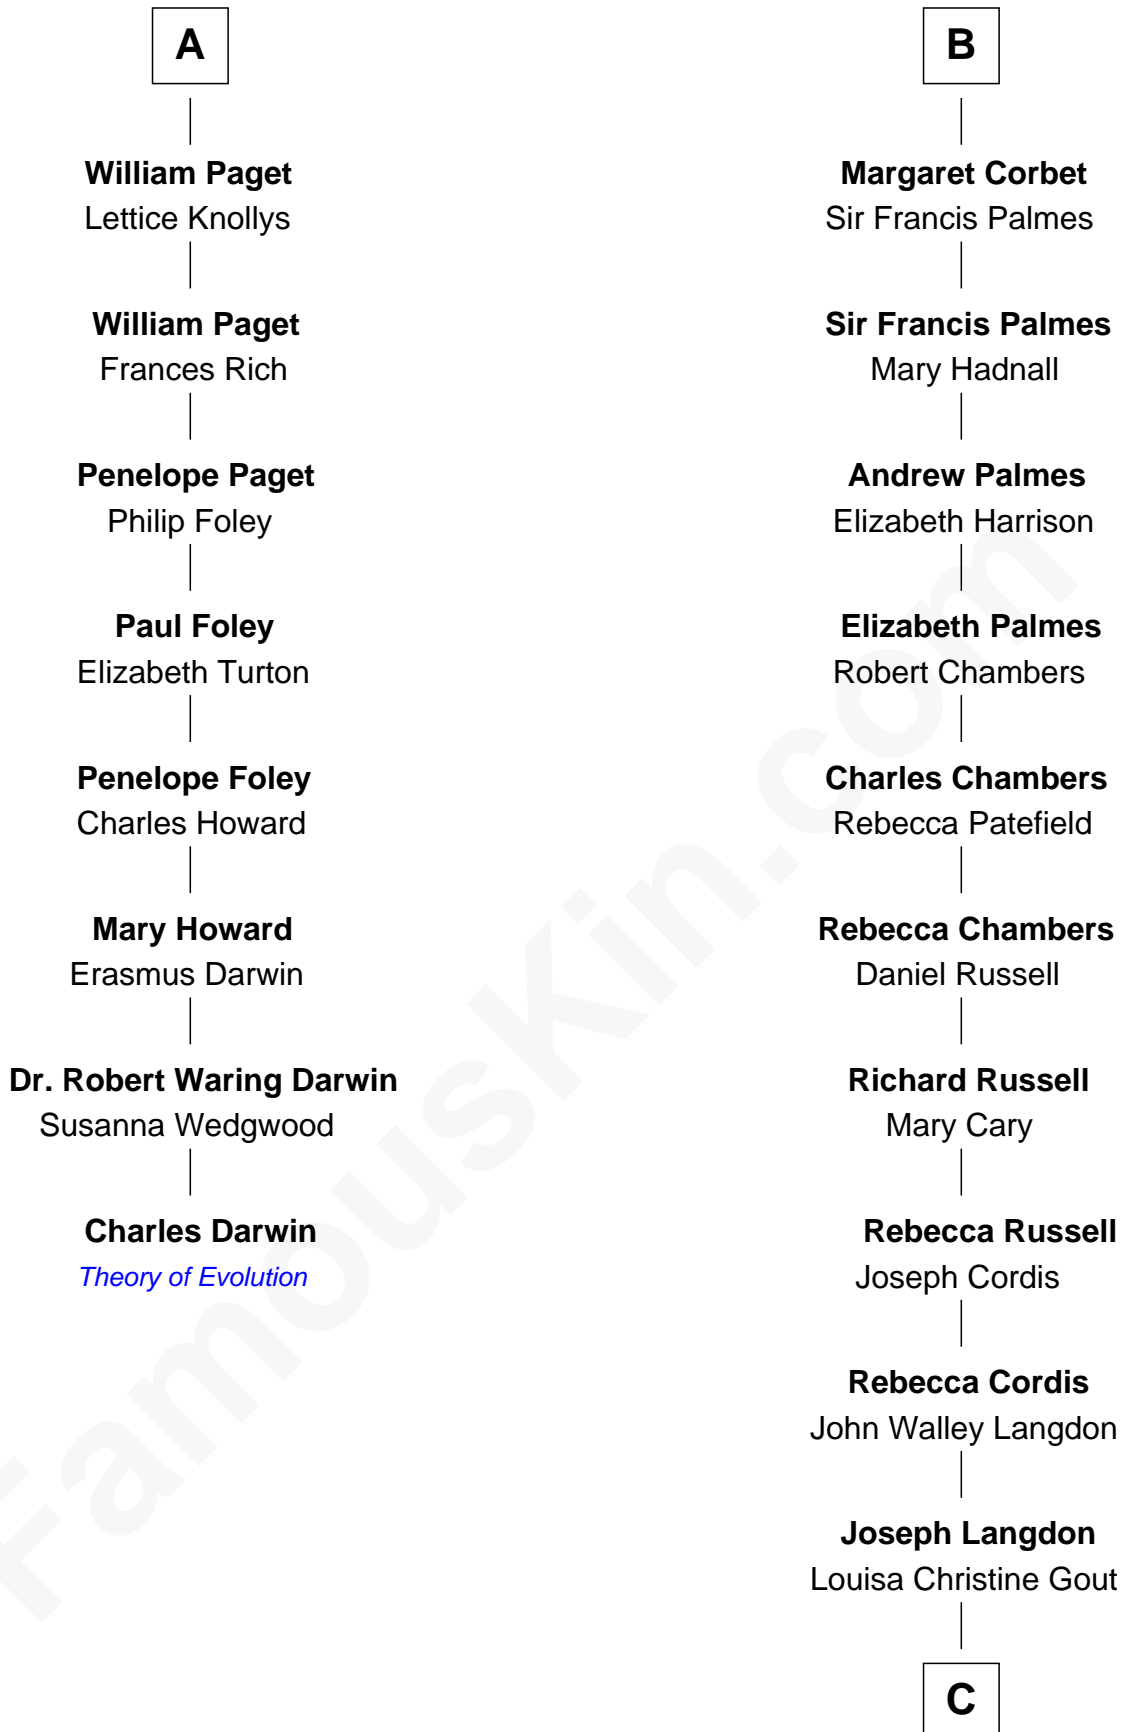 A
William Paget
Lettice Knollys
William Paget
Frances Rich
Penelope Paget
Philip Foley
Paul Foley
Elizabeth Turton
Penelope Foley
Charles Howard
Mary Howard
Erasmus Darwin
Dr. Robert Waring Darwin
Susanna Wedgwood
Charles Darwin
Theory of Evolution
B
Margaret Corbet
Sir Francis Palmes
Sir Francis Palmes
Mary Hadnall
Andrew Palmes
Elizabeth Harrison
Elizabeth Palmes
Robert Chambers
Charles Chambers
Rebecca Patefield
Rebecca Chambers
Daniel Russell
Richard Russell
Mary Cary
Rebecca Russell
Joseph Cordis
Rebecca Cordis
John Walley Langdon
Joseph Langdon
Louisa Christine Gout
C
FamousKin.com